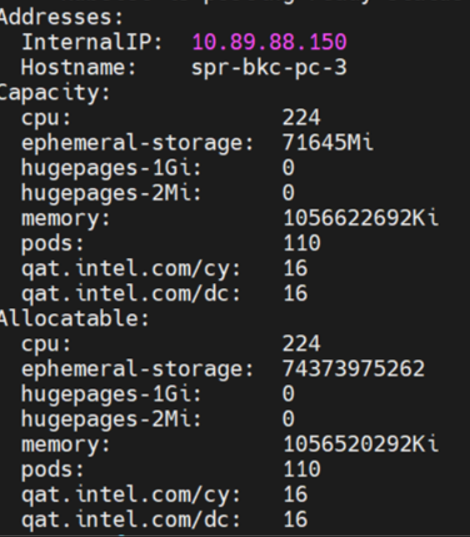 Addresses:
  InternalIP:  10.89.88.150
  Hostname:    spr-bkc-pc-3
Capacity:
  cpu:                224
  ephemeral-storage:  71645Mi
  hugepages-1Gi:      0
  hugepages-2Mi:      0
  memory:             1056622692Ki
  pods:               110
  qat.intel.com/cy:   16
  qat.intel.com/dc:   16
Allocatable:
  cpu:                224
  ephemeral-storage:  74373975262
  hugepages-1Gi:      0
  hugepages-2Mi:      0
  memory:             1056520292Ki
  pods:               110
  qat.intel.com/cy:   16
  qat.intel.com/dc:   16